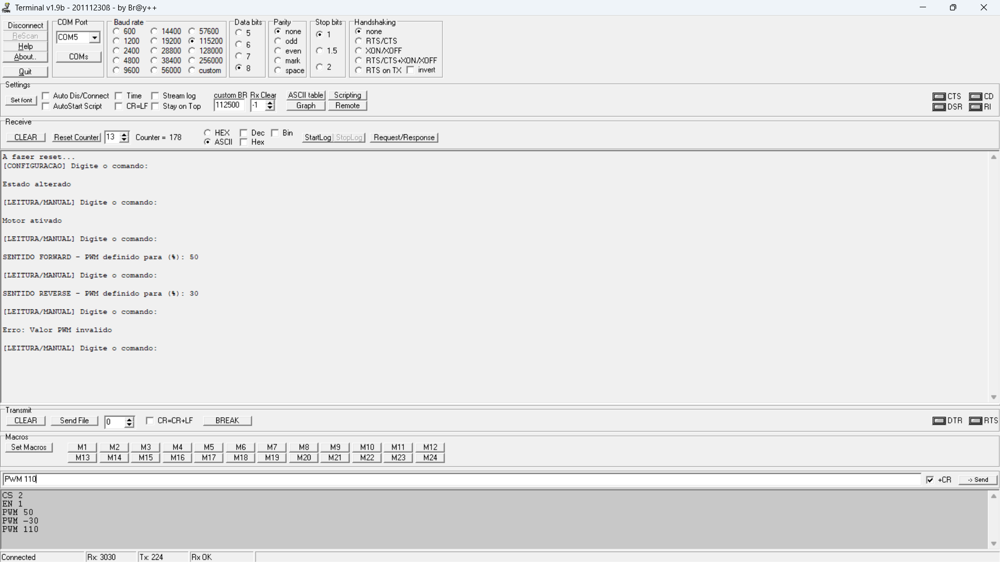 Terminal v1.9b - 20111230ß - by Br@y++
Disconnect
ReScan
Help
About..
Quit
COM Port
COM5
COMs
Baud rate
600 14400 57600
1200 19200 115200
2400 28800 128000
4800 38400 256000
9600 56000 custom
Data bits
5
6
7
8
Parity
none
odd
even
mark
space
Stop bits
1
1.5
2
Handshaking
none
RTS/CTS
XON/XOFF
RTS/CTS+XON/XOFF
RTS on TX invert
Settings
Set font
Auto Dis/Connect Time Stream log
AutoStart Script CR=LF Stay on Top
custom BR Rx Clear
112500 -1
ASCII table Scripting
Graph Remote
CTS CD
DSR RI
Receive
CLEAR Reset Counter 13 Counter = 178
HEX Dec Bin
ASCII Hex
StartLog StopLog Request/Response
A fazer reset...
[CONFIGURACAO] Digite o comando:
Estado alterado
[LEITURA/MANUAL] Digite o comando:
Motor ativado
[LEITURA/MANUAL] Digite o comando:
SENTIDO FORWARD - PWM definido para (%): 50
[LEITURA/MANUAL] Digite o comando:
SENTIDO REVERSE - PWM definido para (%): 30
[LEITURA/MANUAL] Digite o comando:
Erro: Valor PWM invalido
[LEITURA/MANUAL] Digite o comando:
Transmit
CLEAR Send File 0 CR=CR+LF BREAK DTR RTS
Macros
Set Macros
M1 M2 M3 M4 M5 M6 M7 M8 M9 M10 M11 M12
M13 M14 M15 M16 M17 M18 M19 M20 M21 M22 M23 M24
PWM 110 +CR -> Send
CS 2
EN 1
PWM 50
PWM -30
PWM 110
Connected Rx: 3030 Tx: 224 Rx OK